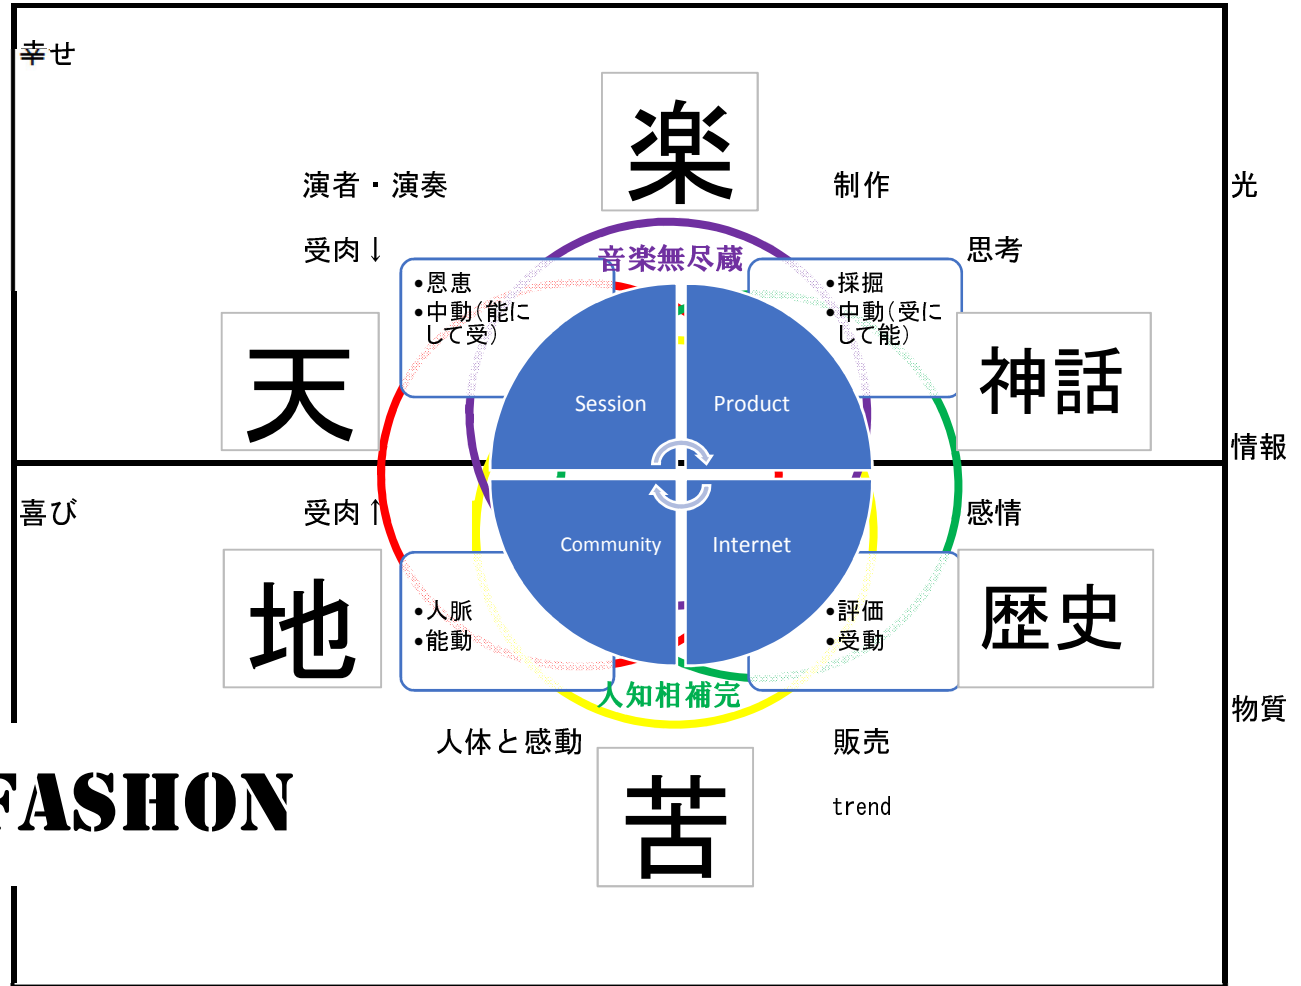 幸せ
楽
演者・演奏
制作
光
受肉↓
音楽無尽蔵
思考
•恩恵
•中動(能に
して受)
•採掘
•中動(受に
して能)
天
神話
Session
Product
情報
喜び
受肉↑
感情
Community
Internet
地
•人脈
•能動
•評価
•受動
歴史
人知相補完
物質
人体と感動
販売
FASHON
苦
trend